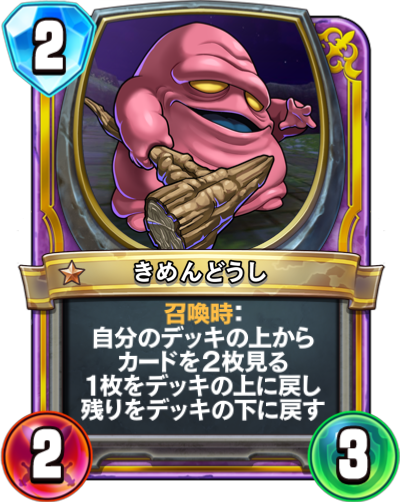 2
きめんどうし
召喚時:
自分のデッキの上から
カードを2枚見る
1枚をデッキの上に戻し
残りをデッキの下に戻す
2
3